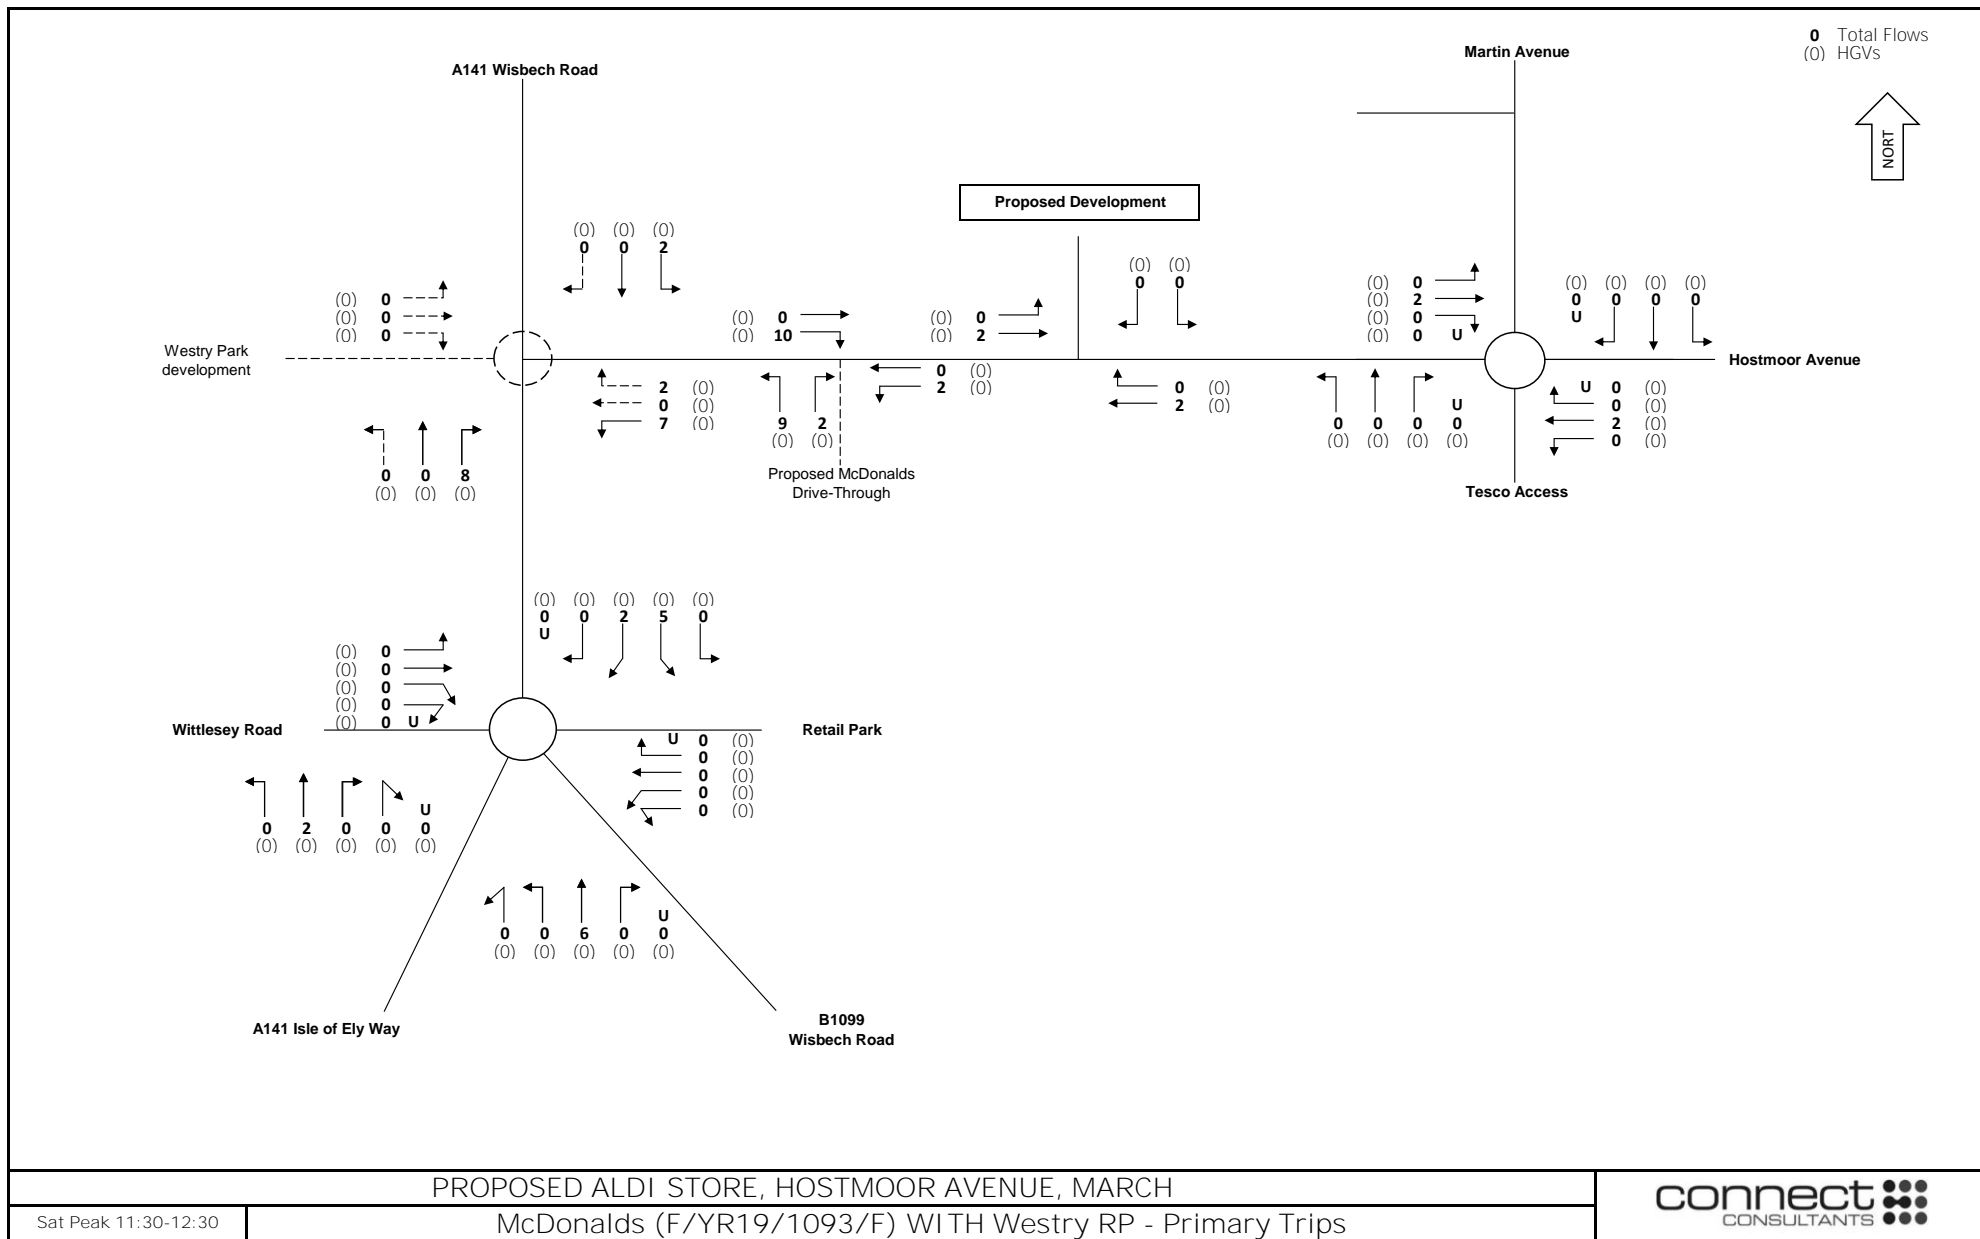 0 Total Flows
(0) HGVs
NORT
A141 Wisbech Road
Martin Avenue
Proposed Development
(0) (0) (0)
0 0 2
(0) 0
(0) 0
(0) 0
Westry Park
development
(0) 0
(0) 10
(0) 0
(0) 2
(0) (0)
0 0
(0) 0
(0) 2
(0) 0
(0) 0 U
(0) (0) (0) (0)
0 0 0 0
U
Hostmoor Avenue
2 (0)
0 (0)
7 (0)
9 2
(0) (0)
0 (0)
2 (0)
0 (0)
2 (0)
U
0 0 0 0
(0) (0) (0) (0)
U 0 (0)
0 (0)
2 (0)
0 (0)
0 0 8
(0) (0) (0)
Proposed McDonalds
Drive-Through
Tesco Access
(0) (0) (0) (0) (0)
0 0 2 5 0
U
(0) 0
(0) 0
(0) 0
(0) 0
(0) 0 U
Wittlesey Road
Retail Park
U 0 (0)
0 (0)
0 (0)
0 (0)
0 (0)
U
0 2 0 0 0
(0) (0) (0) (0) (0)
U
0 0 6 0 0
(0) (0) (0) (0) (0)
A141 Isle of Ely Way
B1099
Wisbech Road
PROPOSED ALDI STORE, HOSTMOOR AVENUE, MARCH
Sat Peak 11:30-12:30
McDonalds (F/YR19/1093/F) WITH Westry RP - Primary Trips
connect
CONSULTANTS